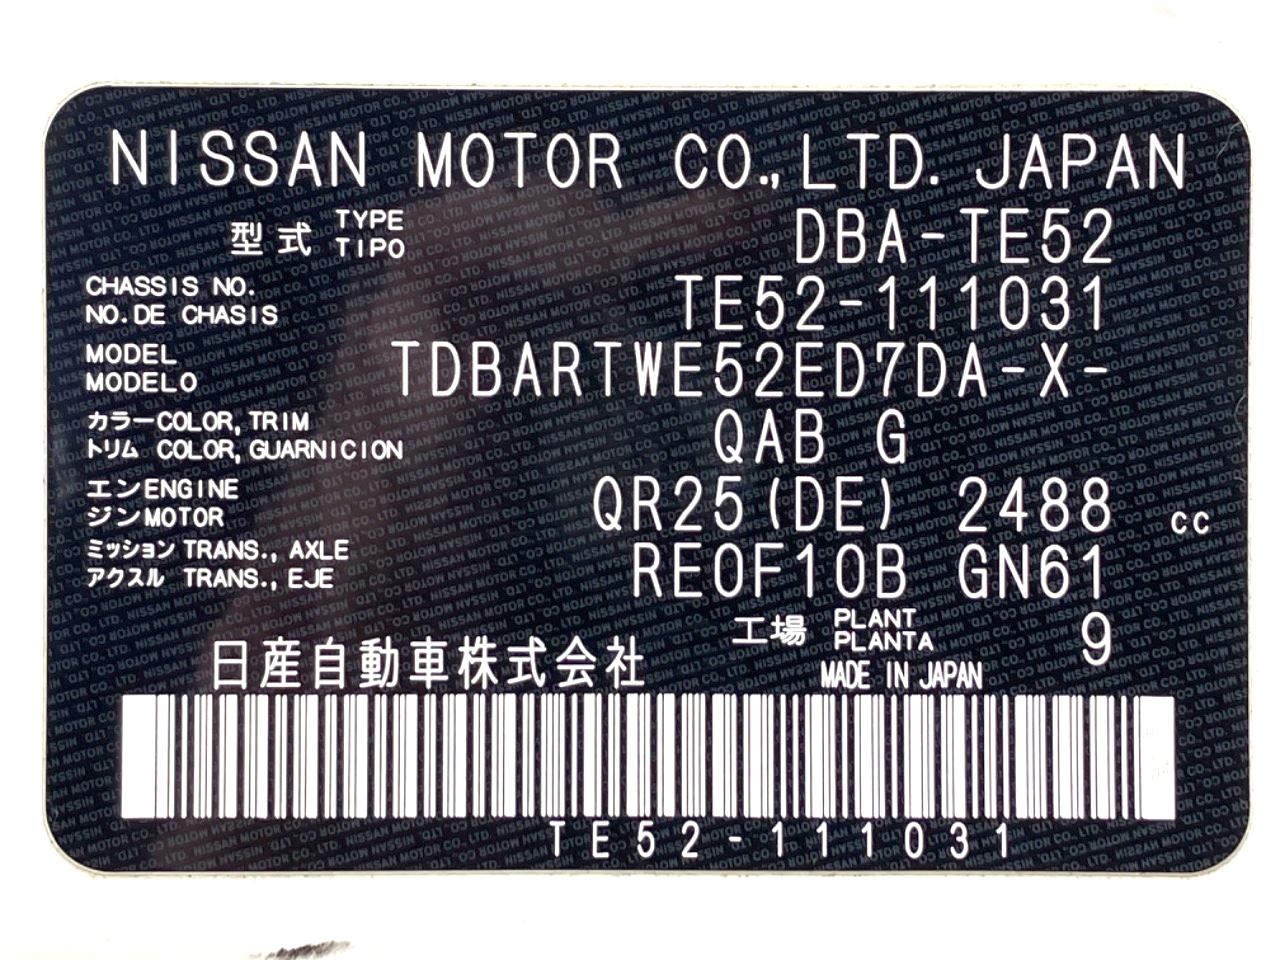 NISSAN MOTOR CO., LTD. JAPAN
型式 TYPE TIPO DBA-TE52
CHASSIS NO. NO. DE CHASIS TE52-111031
MODEL MODELO TDBARTWE52ED7DA-X-
カラー COLOR, TRIM QAB G
トリム COLOR, GUARNICION
エン ENGINE QR25(DE) 2488 cc
ジン MOTOR
ミッション TRANS., AXLE RE0F10B GN61
アクスル TRANS., EJE
工場 PLANT PLANTA 9
日産自動車株式会社 MADE IN JAPAN
TE52-111031